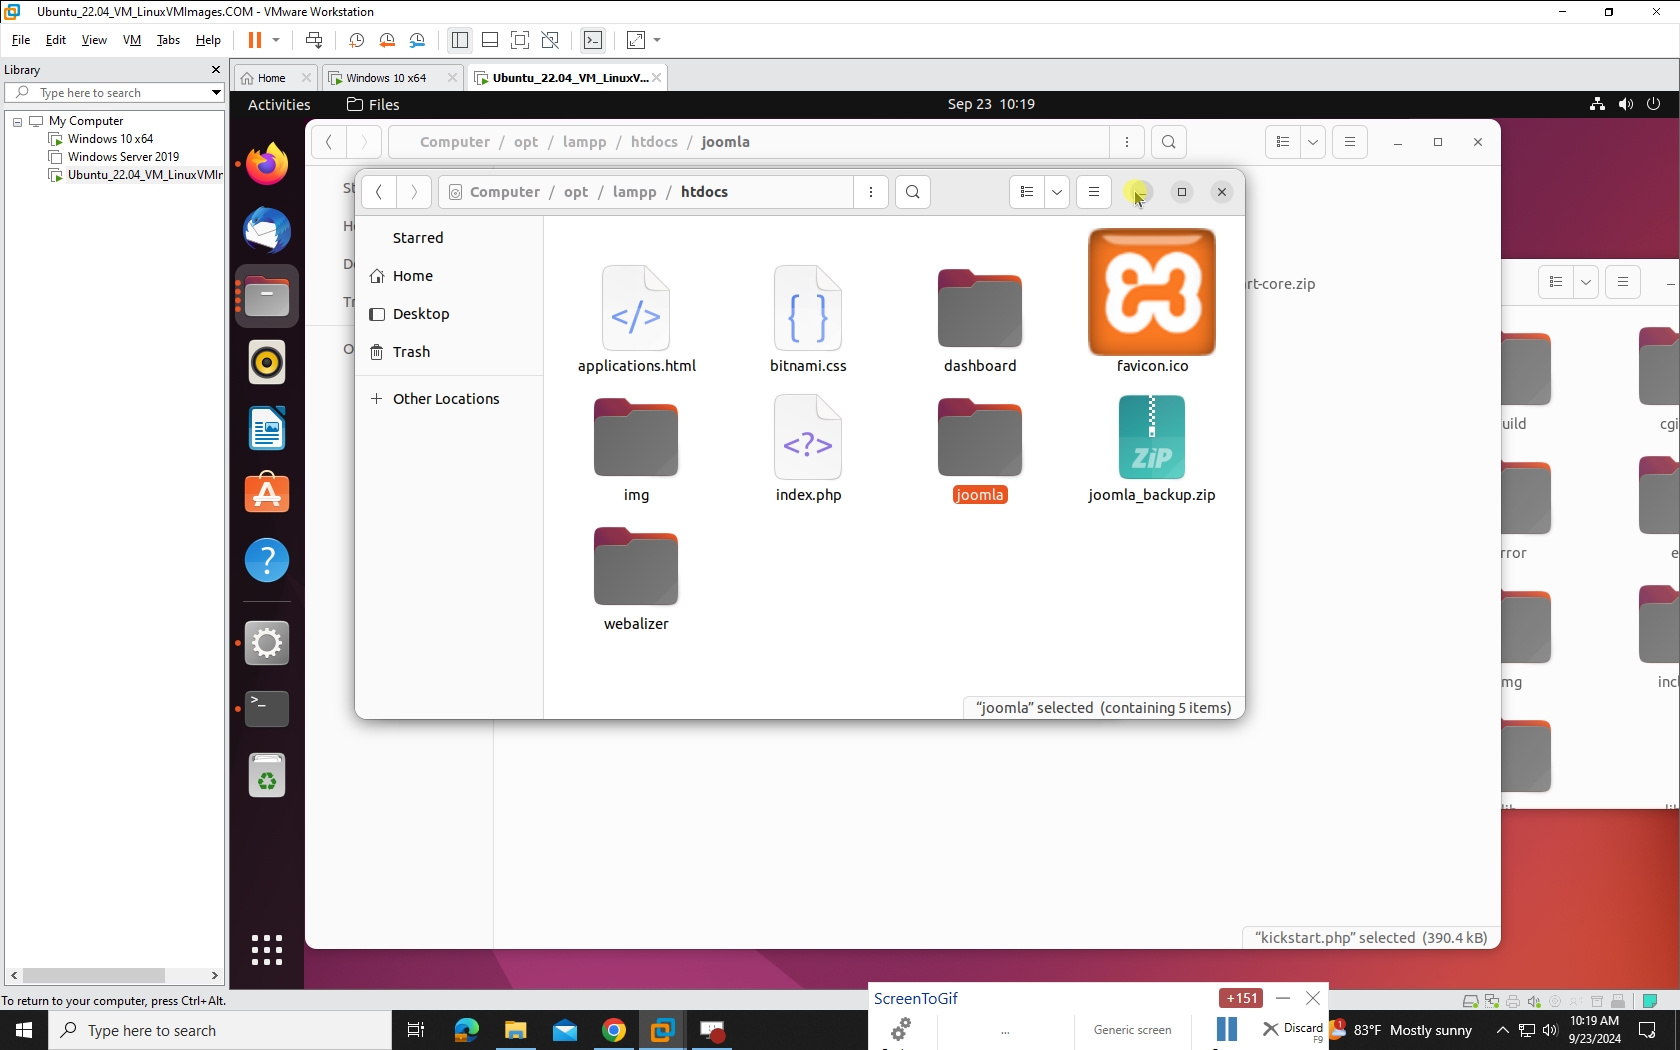 Ubuntu_22.04_VM_LinuxVMImages.COM - VMware Workstation
File Edit View VM Tabs Help
Library
Type here to search
My Computer
Windows 10 x64
Windows Server 2019
Ubuntu_22.04_VM_LinuxVMIr
Home
Windows 10 x64
Ubuntu_22.04_VM_LinuxV...
Activities
Files
Sep 23 10:19
Computer / opt / lampp / htdocs / joomla
Computer / opt / lampp / htdocs
Starred
Home
Desktop
Trash
+ Other Locations
St
H
D
Tr
O
applications.html
bitnami.css
dashboard
favicon.ico
img
index.php
joomla
ZiP
joomla_backup.zip
webalizer
"joomla" selected (containing 5 items)
rt-core.zip
uild
cgi
rror
e
mg
incl
"kickstart.php" selected (390.4 kB)
To return to your computer, press Ctrl+Alt.
ScreenToGif
+151
...
Generic screen
Discard
F9
Type here to search
83°F Mostly sunny
10:19 AM
9/23/2024